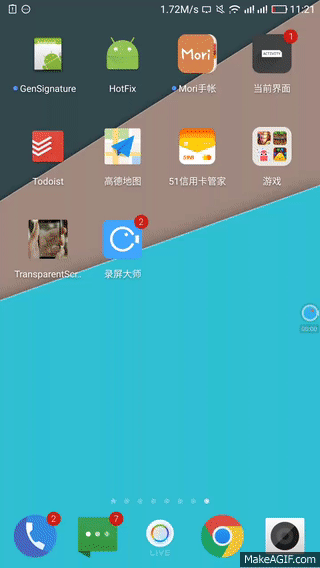 1.72M/s 11:21
GenSignature HotFix Mori手帐 当前界面
Mori
ACTIVITY
1
Todoist 高德地图 51信用卡管家 游戏
TransparentScr.. 录屏大师
2
00:00
2 7
LIVE
MakeAGIF.com